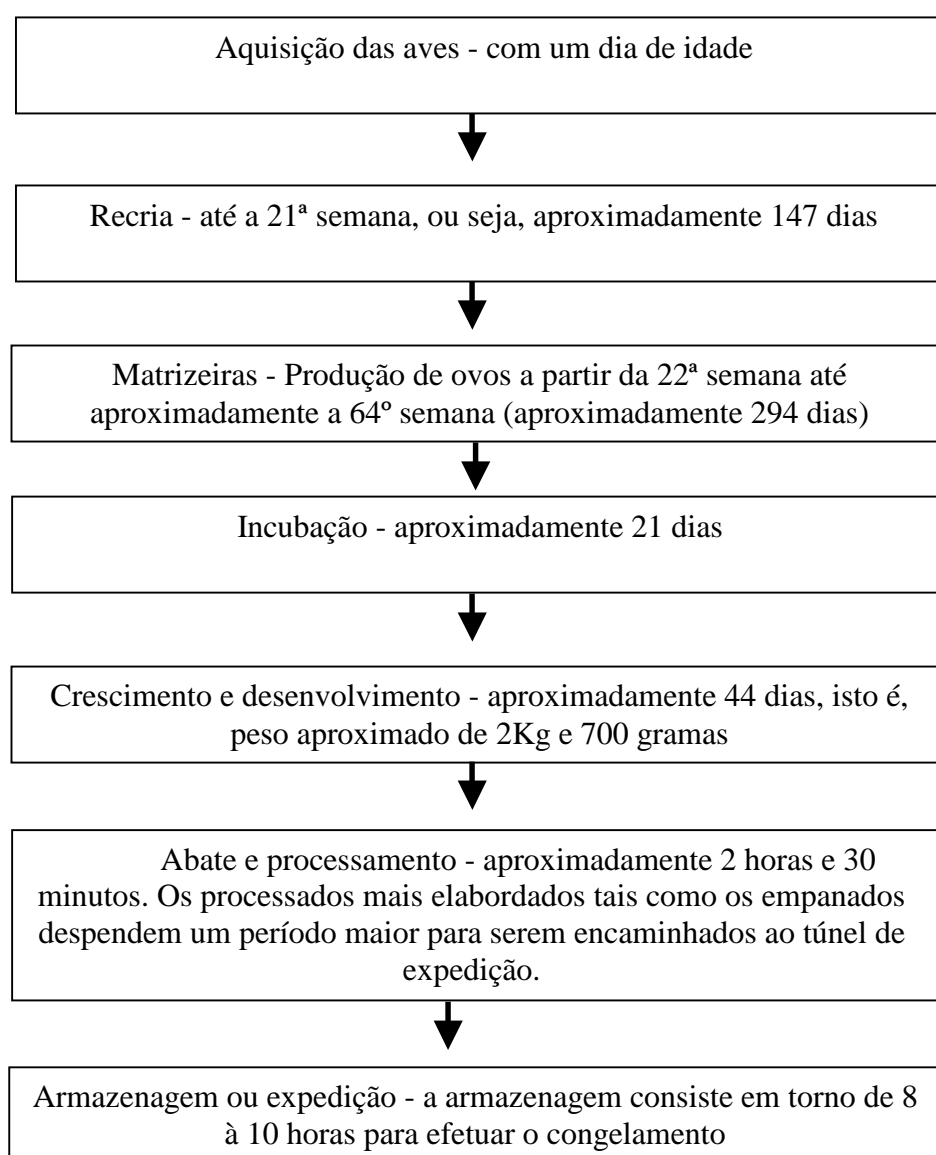 Aquisição das aves - com um dia de idade
Recria - até a 21ª semana, ou seja, aproximadamente 147 dias
Matrizeiras - Produção de ovos a partir da 22ª semana até
aproximadamente a 64º semana (aproximadamente 294 dias)
Incubação - aproximadamente 21 dias
Crescimento e desenvolvimento - aproximadamente 44 dias, isto é,
peso aproximado de 2Kg e 700 gramas
Abate e processamento - aproximadamente 2 horas e 30
minutos. Os processados mais elabordados tais como os empanados
despendem um período maior para serem encaminhados ao túnel de
expedição.
Armazenagem ou expedição - a armazenagem consiste em torno de 8
à 10 horas para efetuar o congelamento